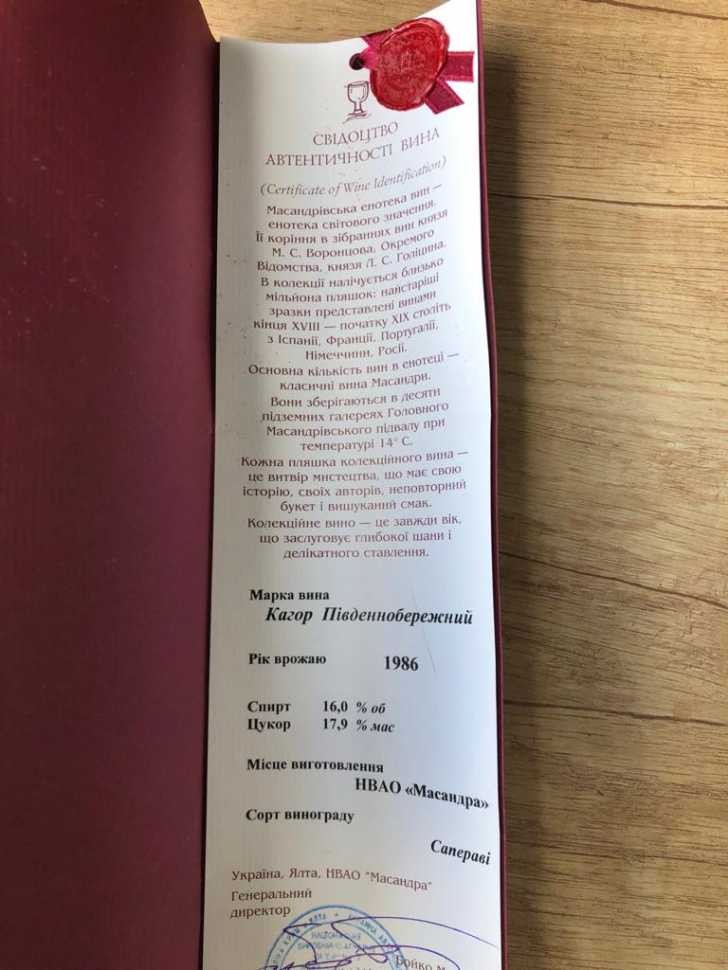 СВІДОЦТВО
АВТЕНТИЧНОСТІ ВИНА
(Certificate of Wine Identification)
Масандрівська енотека вин —
енотека світового значення.
Її коріння в зібраннях вин князя
М. С. Воронцова, Окремого
Відомства, князя Л. С. Голіцина.
В колекції налічується близько
мільйона пляшок: найстаріші
зразки представлені винами
кінця XVIII — початку XIX століть
з Іспанії, Франції, Португалії,
Німеччини, Росії.
Основна кількість вин в енотеці —
класичні вина Масандри.
Вони зберігаються в десяти
підземних галереях Головного
Масандрівського підвалу при
температурі 14° С.
Кожна пляшка колекційного вина —
це витвір мистецтва, що має свою
історію, своїх авторів, неповторний
букет і вишуканий смак.
Колекційне вино — це завжди вік,
що заслуговує глибокої шани і
делікатного ставлення.
Марка вина
Кагор Південнобережний
Рік врожаю 1986
Спирт 16,0 % об
Цукор 17,9 % мас
Місце виготовлення
НВАО «Масандра»
Сорт винограду
Сапераві
Україна, Ялта, НВАО "Масандра"
Генеральний
директор
Бойко